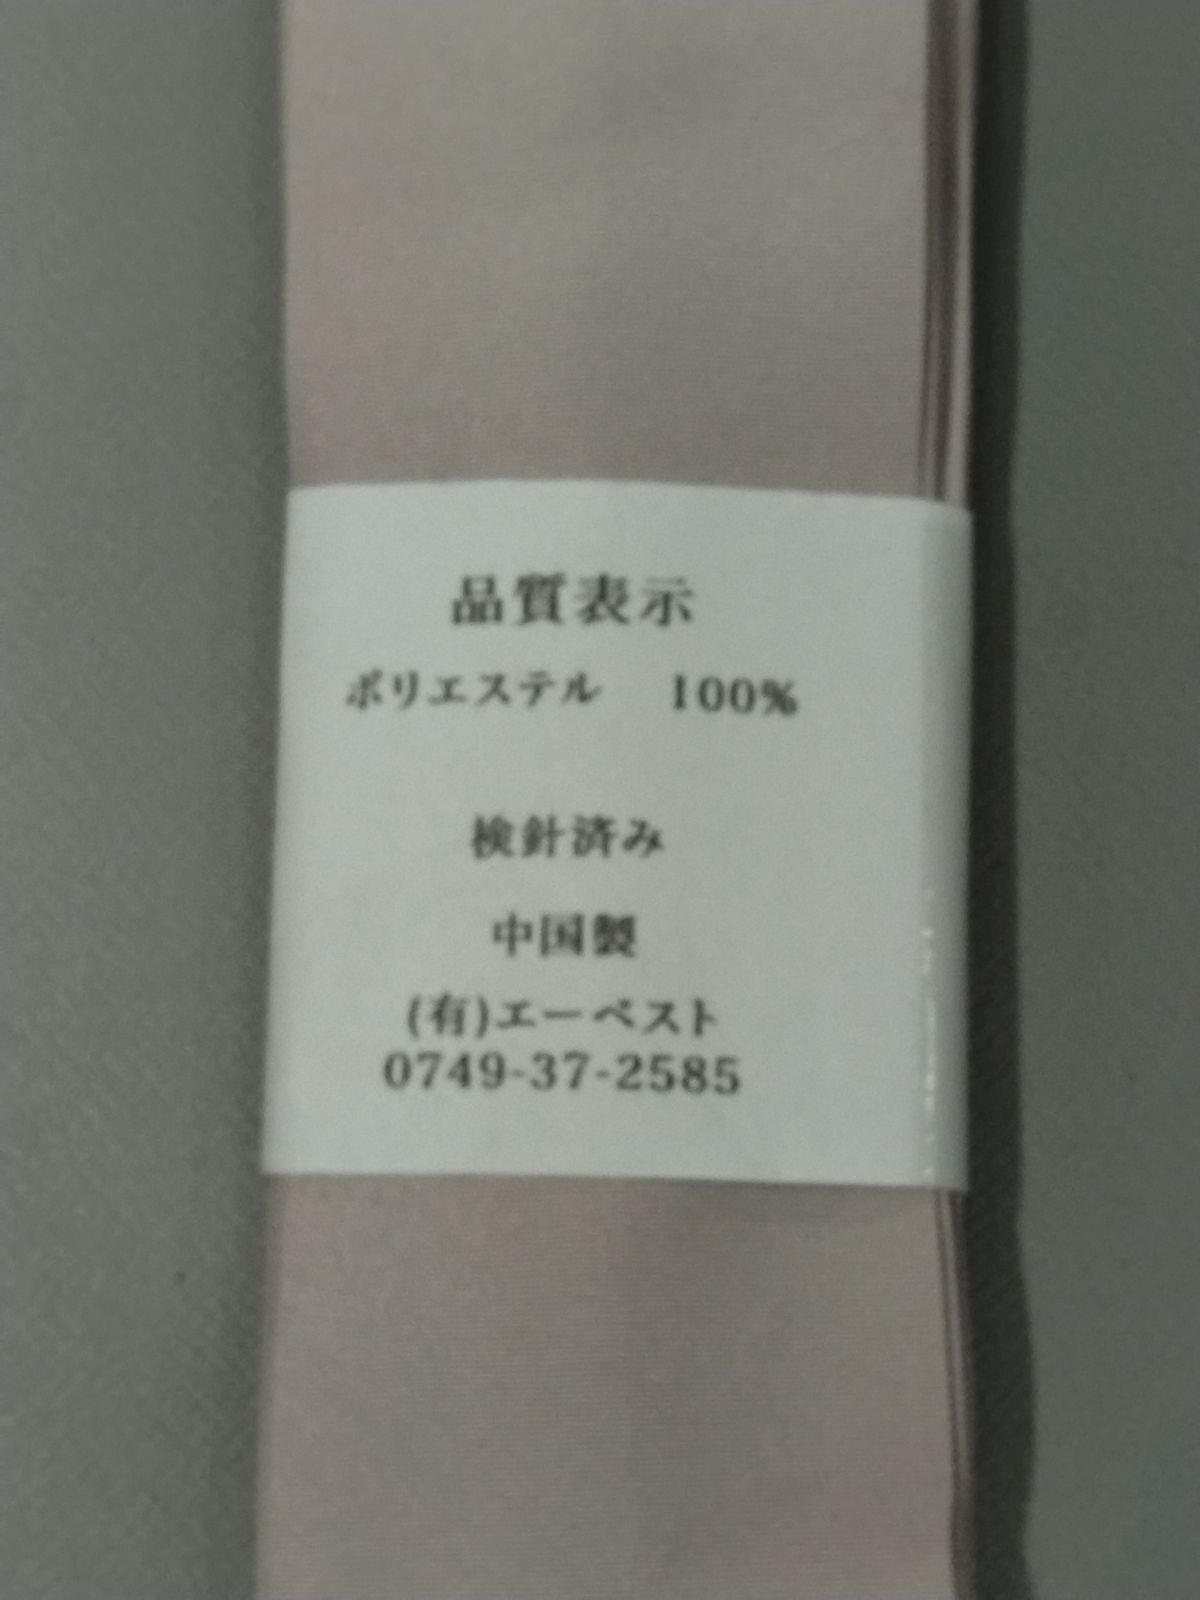 品質表示
ポリエステル　100%
検針済み
中国製
(有)エーベスト
0749-37-2585